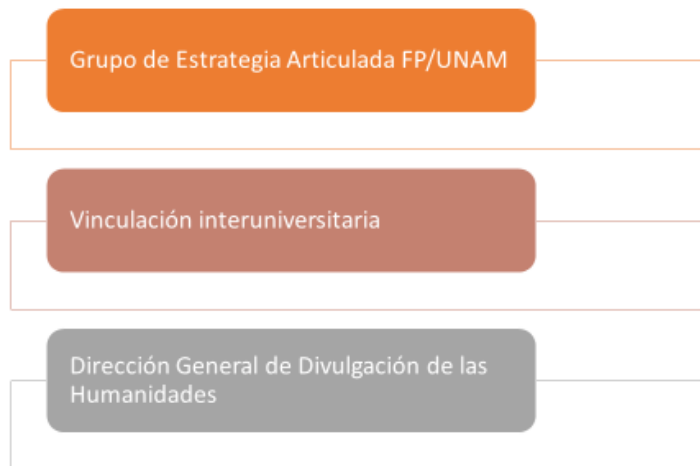 Grupo de Estrategia Articulada FP/UNAM
Vinculación interuniversitaria
Dirección General de Divulgación de las
Humanidades